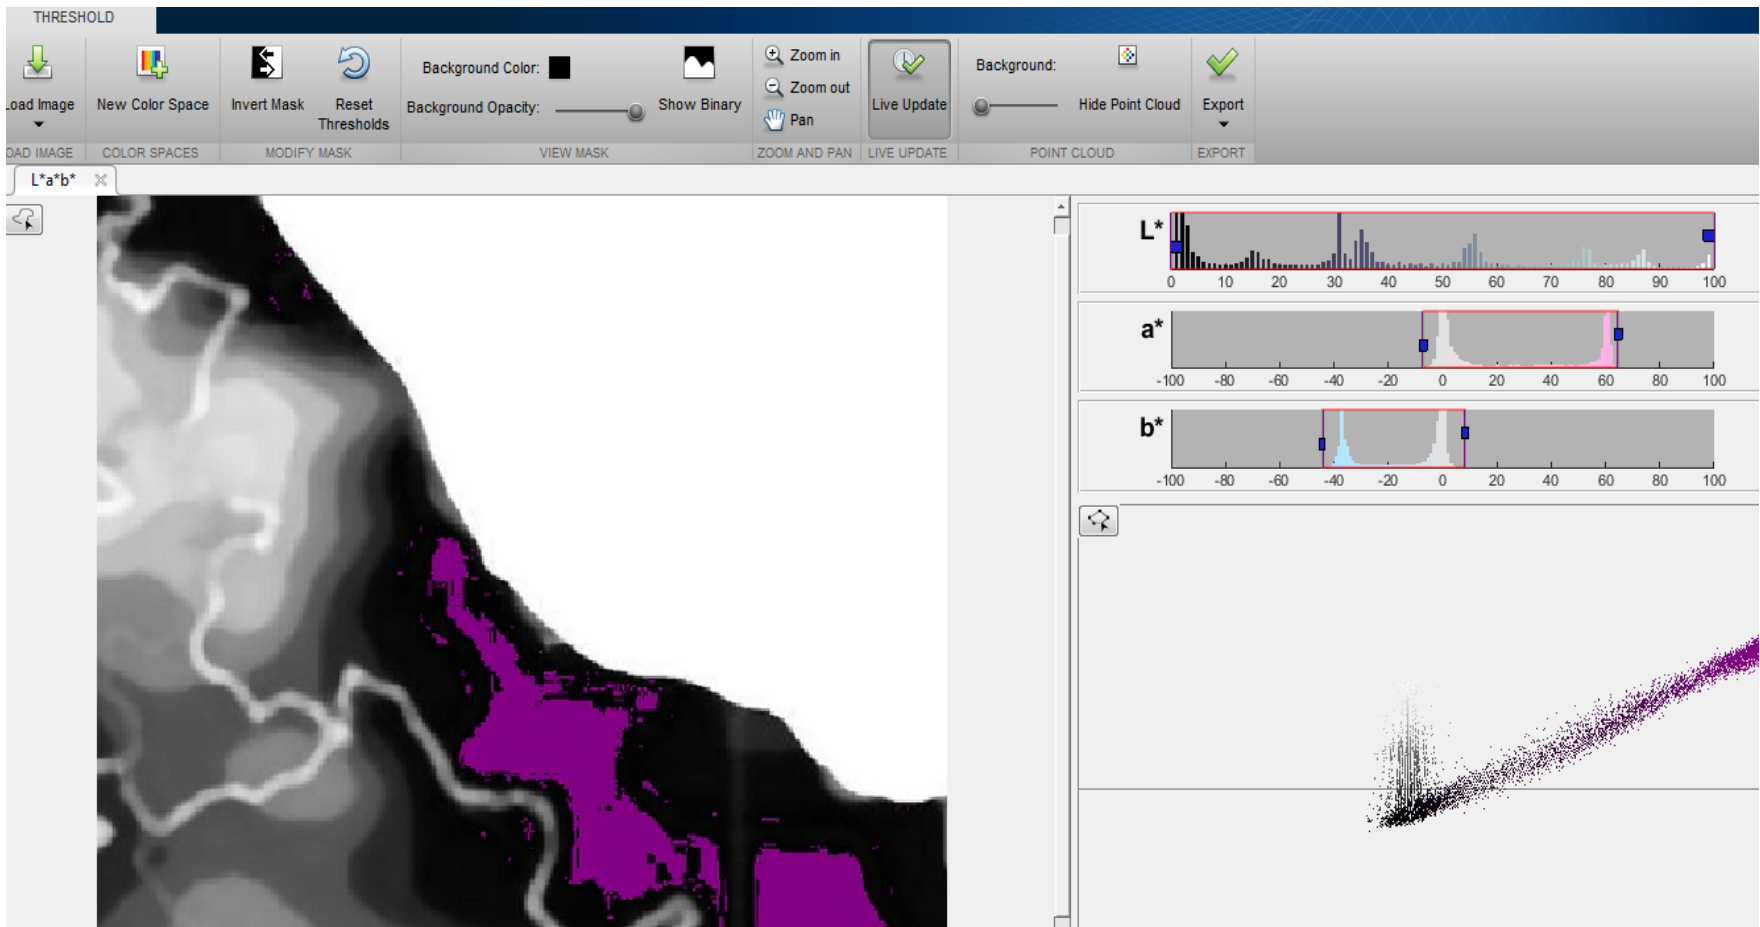 THRESHOLD
Load Image
New Color Space
Invert Mask
Reset
Thresholds
Background Color:
Background Opacity:
Show Binary
Zoom in
Zoom out
Pan
Live Update
Background:
Hide Point Cloud
Export
OAD IMAGE
COLOR SPACES
MODIFY MASK
VIEW MASK
ZOOM AND PAN
LIVE UPDATE
POINT CLOUD
EXPORT
L*a*b*
L*
0 10 20 30 40 50 60 70 80 90 100
a*
-100 -80 -60 -40 -20 0 20 40 60 80 100
b*
-100 -80 -60 -40 -20 0 20 40 60 80 100